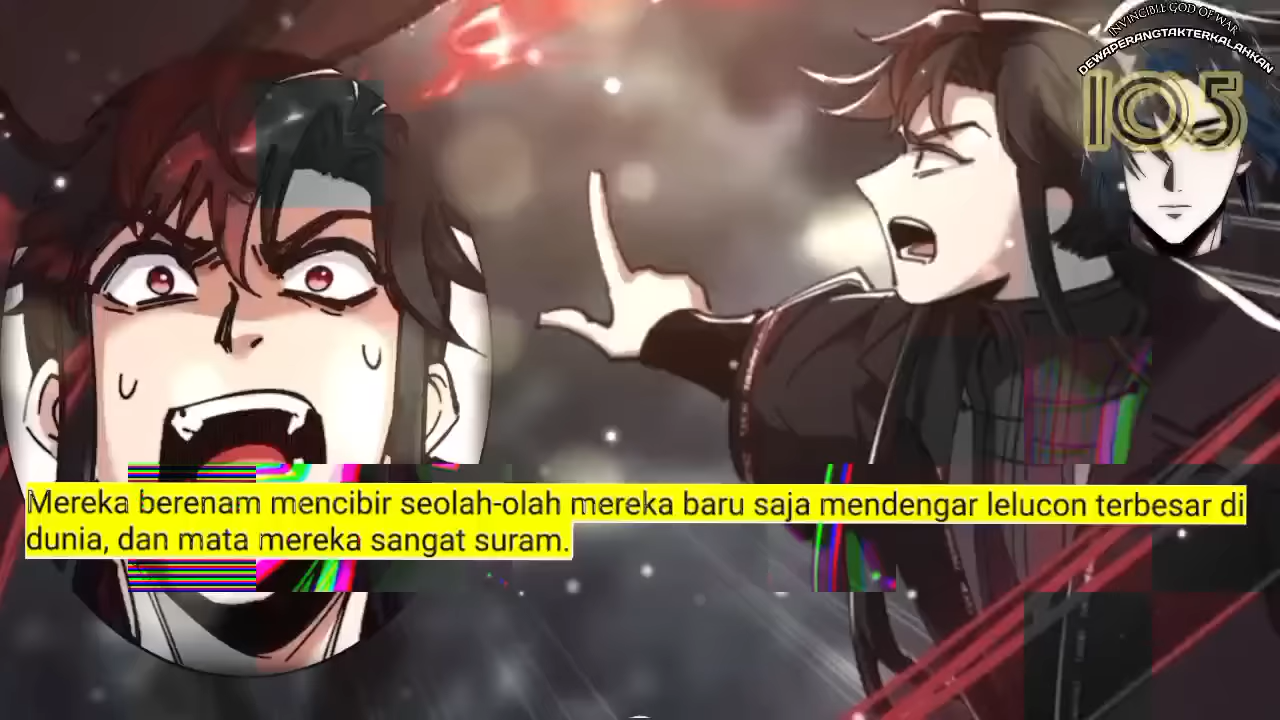 INVINCIBLE GOD OF WAR
DEWAPERANGTAKTERKALAHKAN
105
Mereka berenam mencibir seolah-olah mereka baru saja mendengar lelucon terbesar di
dunia, dan mata mereka sangat suram.